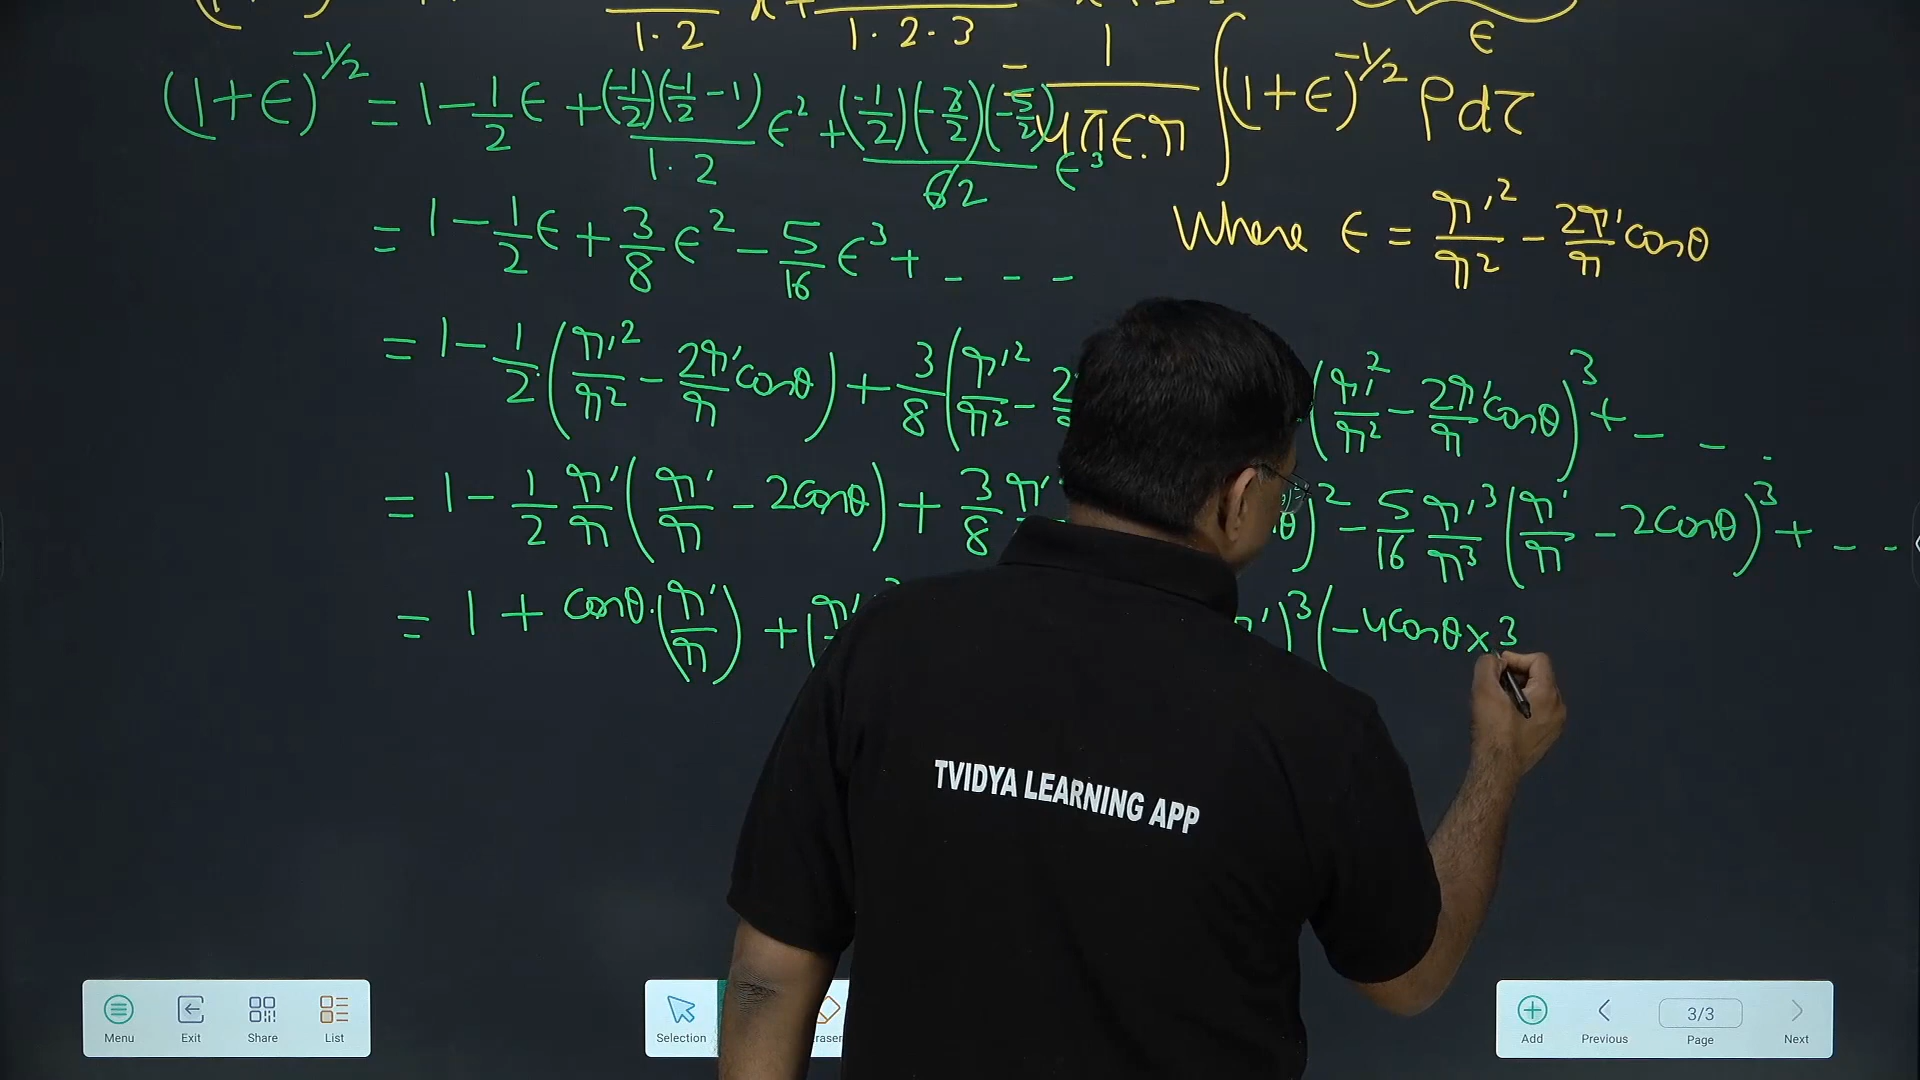 1·2 x + 1·2·3
ϵ
(1+ϵ)^{-1/2} = 1 - 1/2 ϵ + (-1/2)(-1/2 - 1)/1·2 ϵ² + (-1/2)(-3/2)(-5/2)/6 2 ϵ³
= 1/4πϵ₀r ∫(1+ϵ)^{-1/2} ρdτ
= 1 - 1/2 ϵ + 3/8 ϵ² - 5/16 ϵ³ + - - -
Where ϵ = r'²/r² - 2r'/r cosθ
= 1 - 1/2 (r'²/r² - 2r'/r cosθ) + 3/8 (r'²/r² - 2 (r'²/r² - 2r'/r cosθ)³ + - - .
= 1 - 1/2 r'/r (r'/r - 2cosθ) + 3/8 r' θ)² - 5/16 r'³/r³ (r'/r - 2cosθ)³ + - -
= 1 + cosθ·(r'/r) + (r' )³ (-4cosθ×3
TVIDYA LEARNING APP
Menu Exit Share List Selection Add Previous 3/3 Page Next